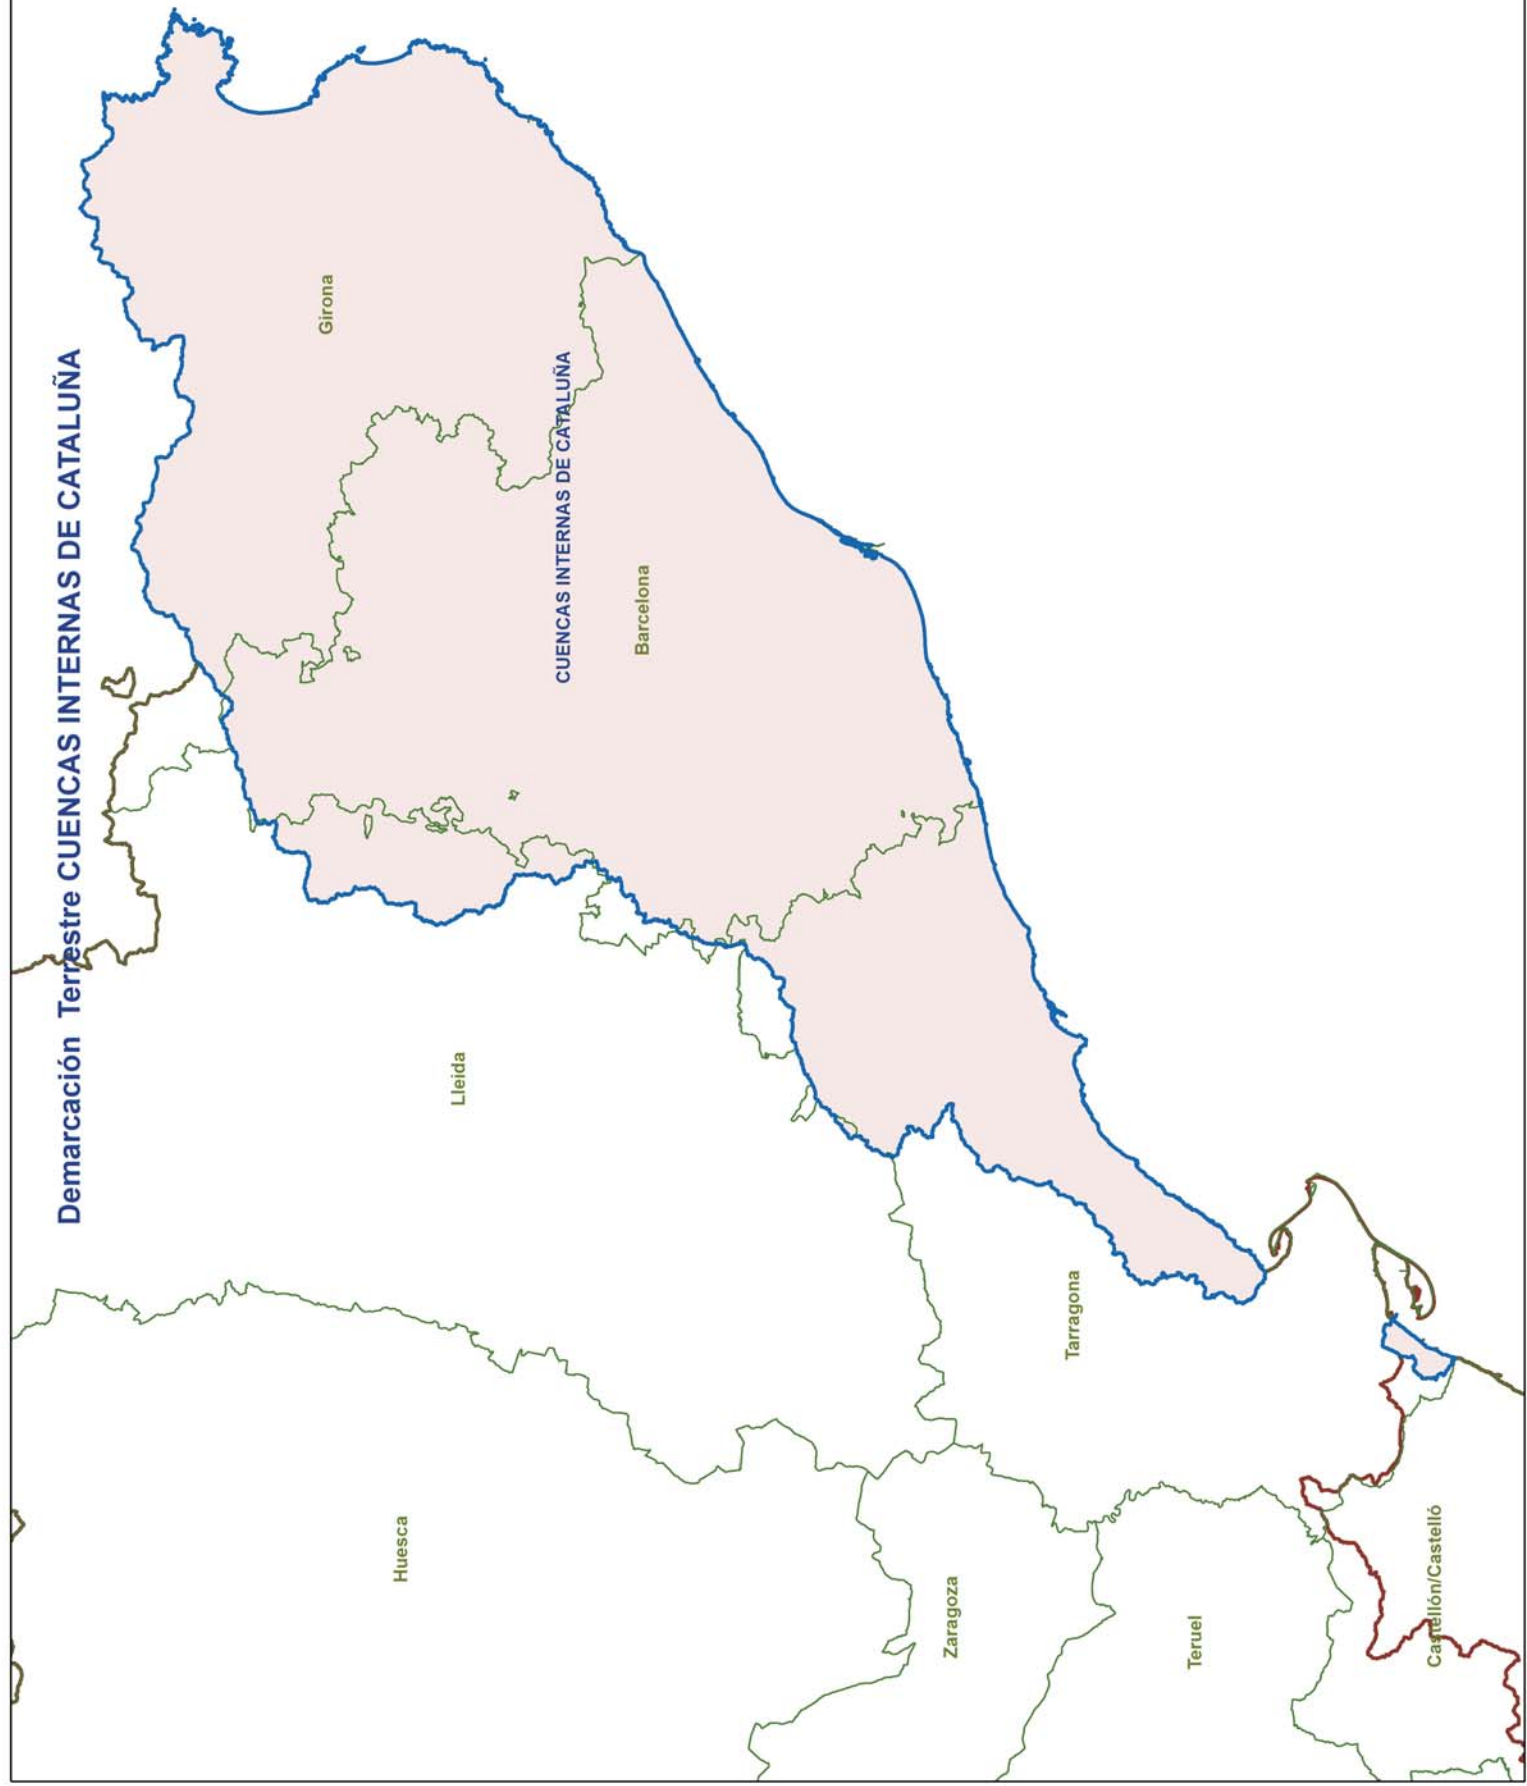 Demarcación Terrestre CUENCAS INTERNAS DE CATALUÑA
Girona
CUENCAS INTERNAS DE CATALUÑA
Barcelona
Lleida
Tarragona
Huesca
Zaragoza
Teruel
Castellón/Castelló